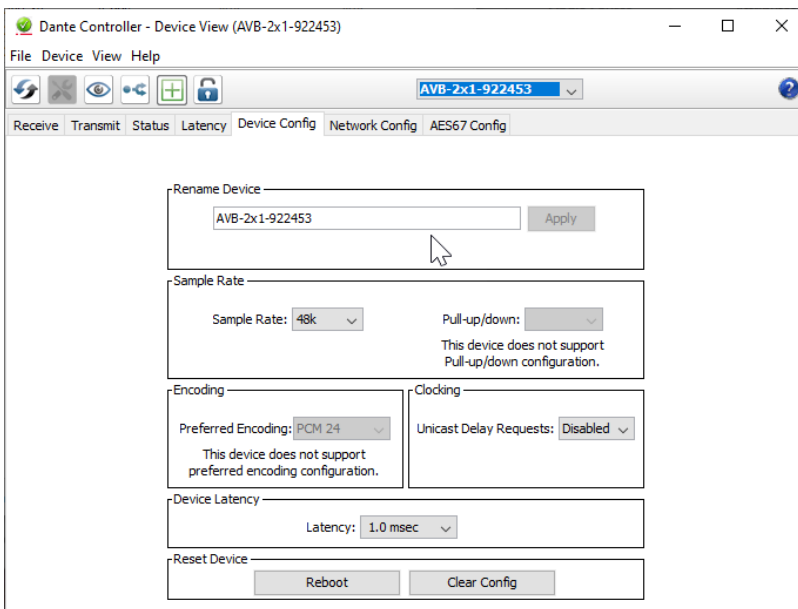 Dante Controller - Device View (AVB-2x1-922453)
File Device View Help
AVB-2x1-922453
?
Receive Transmit Status Latency Device Config Network Config AES67 Config
Rename Device
AVB-2x1-922453 Apply
Sample Rate
Sample Rate: 48k Pull-up/down:
This device does not support
Pull-up/down configuration.
Encoding
Preferred Encoding: PCM 24
This device does not support
preferred encoding configuration.
Clocking
Unicast Delay Requests: Disabled
Device Latency
Latency: 1.0 msec
Reset Device
Reboot Clear Config